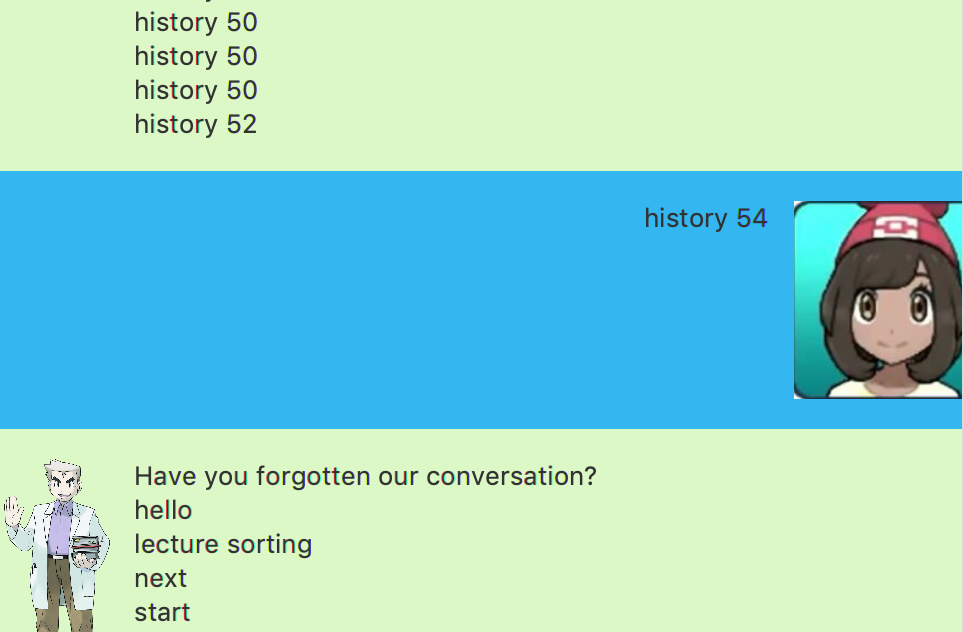 history 50
history 50
history 50
history 52
history 54
Have you forgotten our conversation?
hello
lecture sorting
next
start